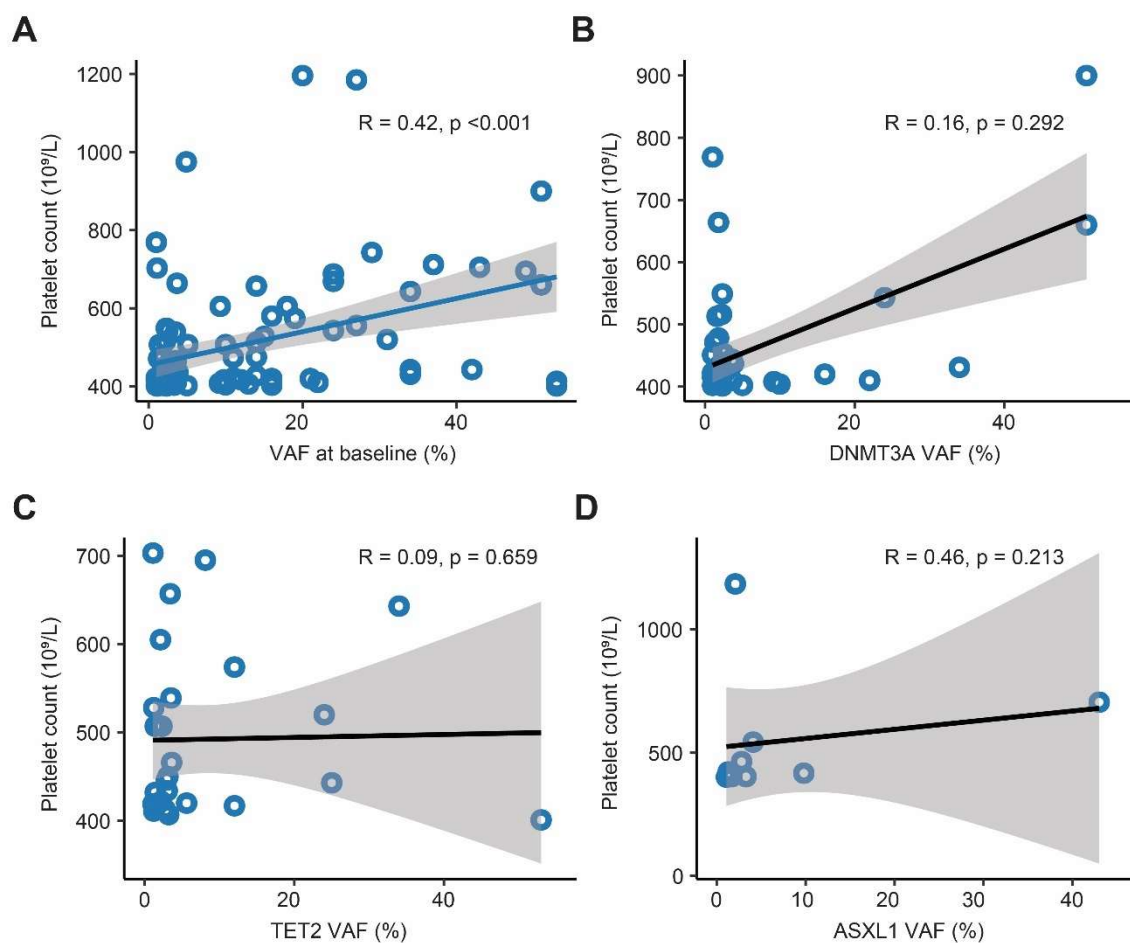 A
1200
1000
800
600
400
0
20
40
Platelet count (10⁹/L)
VAF at baseline (%)
R = 0.42, p <0.001
B
900
800
700
600
500
400
0
20
40
Platelet count (10⁹/L)
DNMT3A VAF (%)
R = 0.16, p = 0.292
C
700
600
500
400
0
20
40
Platelet count (10⁹/L)
TET2 VAF (%)
R = 0.09, p = 0.659
D
1000
500
0
0
10
20
30
40
Platelet count (10⁹/L)
ASXL1 VAF (%)
R = 0.46, p = 0.213